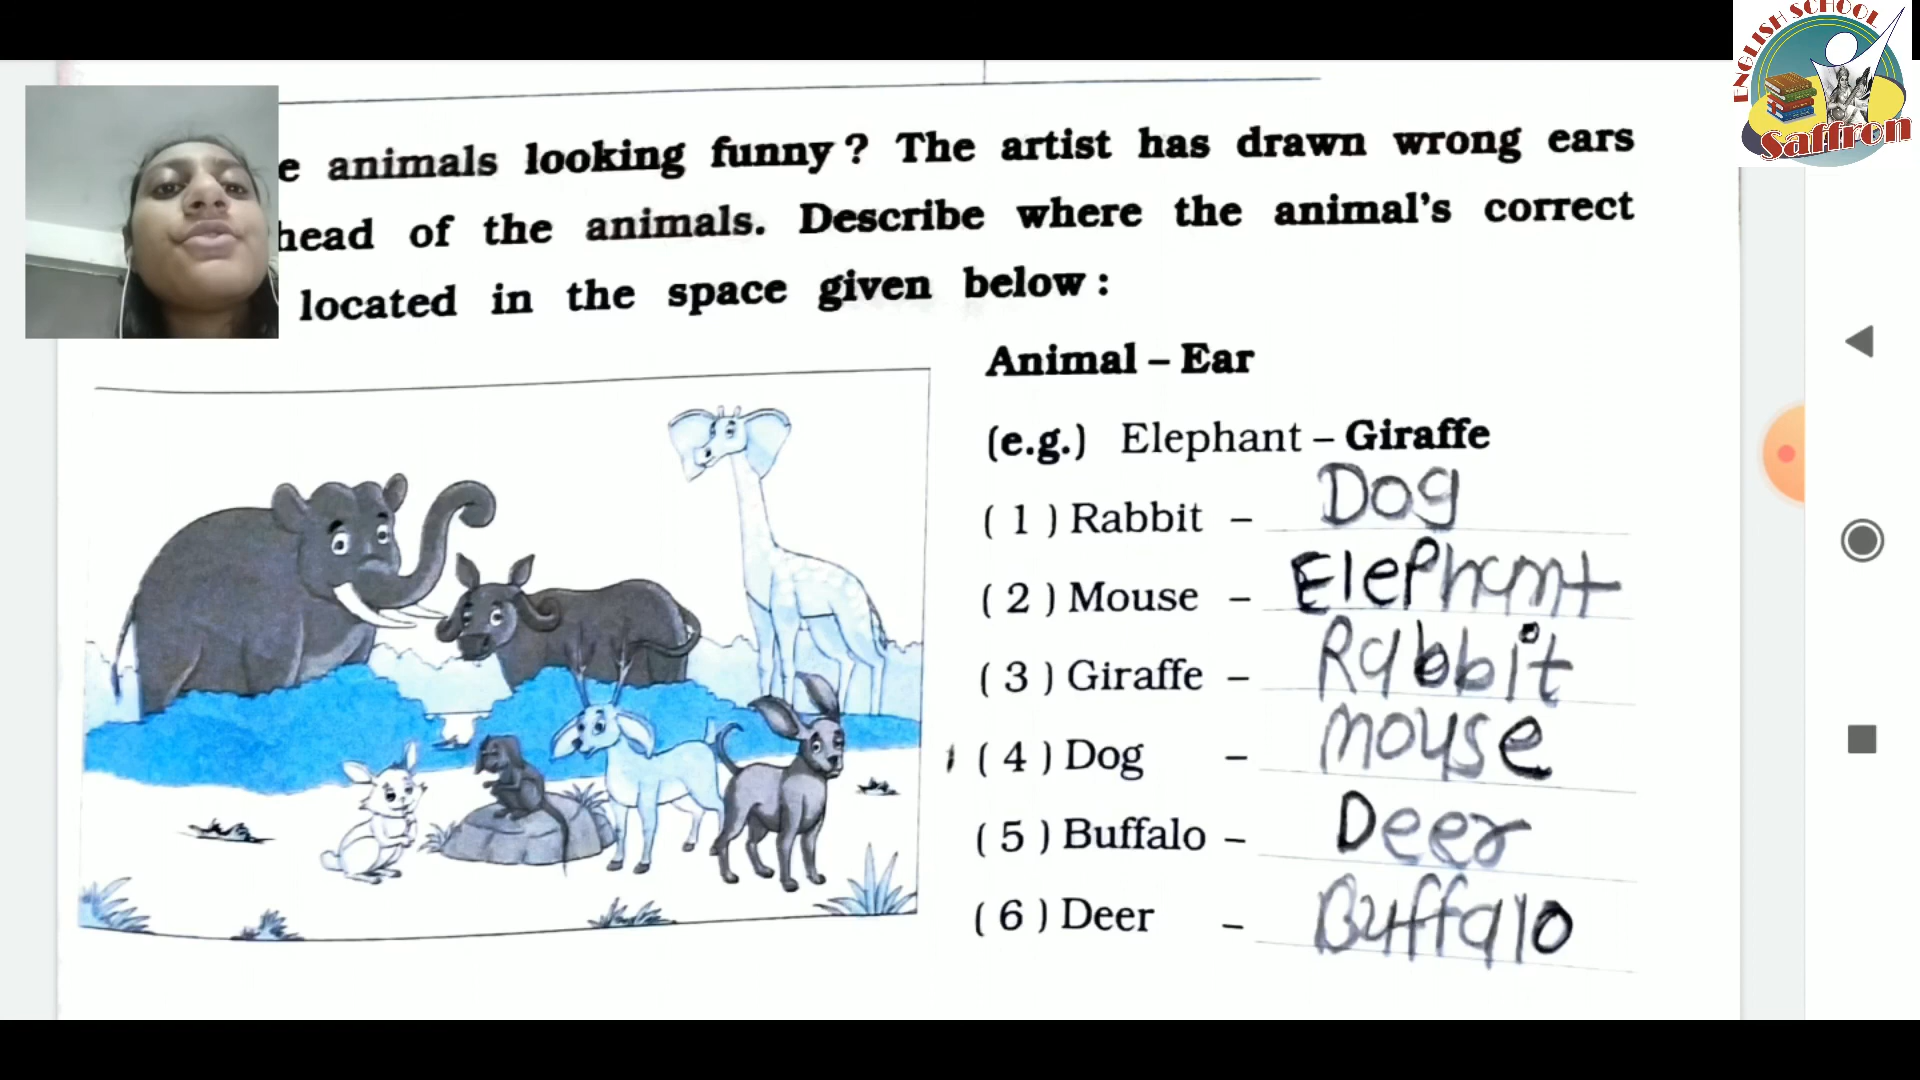 ENGLISH SCHOOL
Saffron
e animals looking funny ? The artist has drawn wrong ears
head of the animals. Describe where the animal's correct
located in the space given below :
Animal – Ear
(e.g.) Elephant – Giraffe
( 1 ) Rabbit – Dog
( 2 ) Mouse – Elephant
( 3 ) Giraffe – Rabbit
( 4 ) Dog – mouse
( 5 ) Buffalo – Deer
( 6 ) Deer – Buffalo